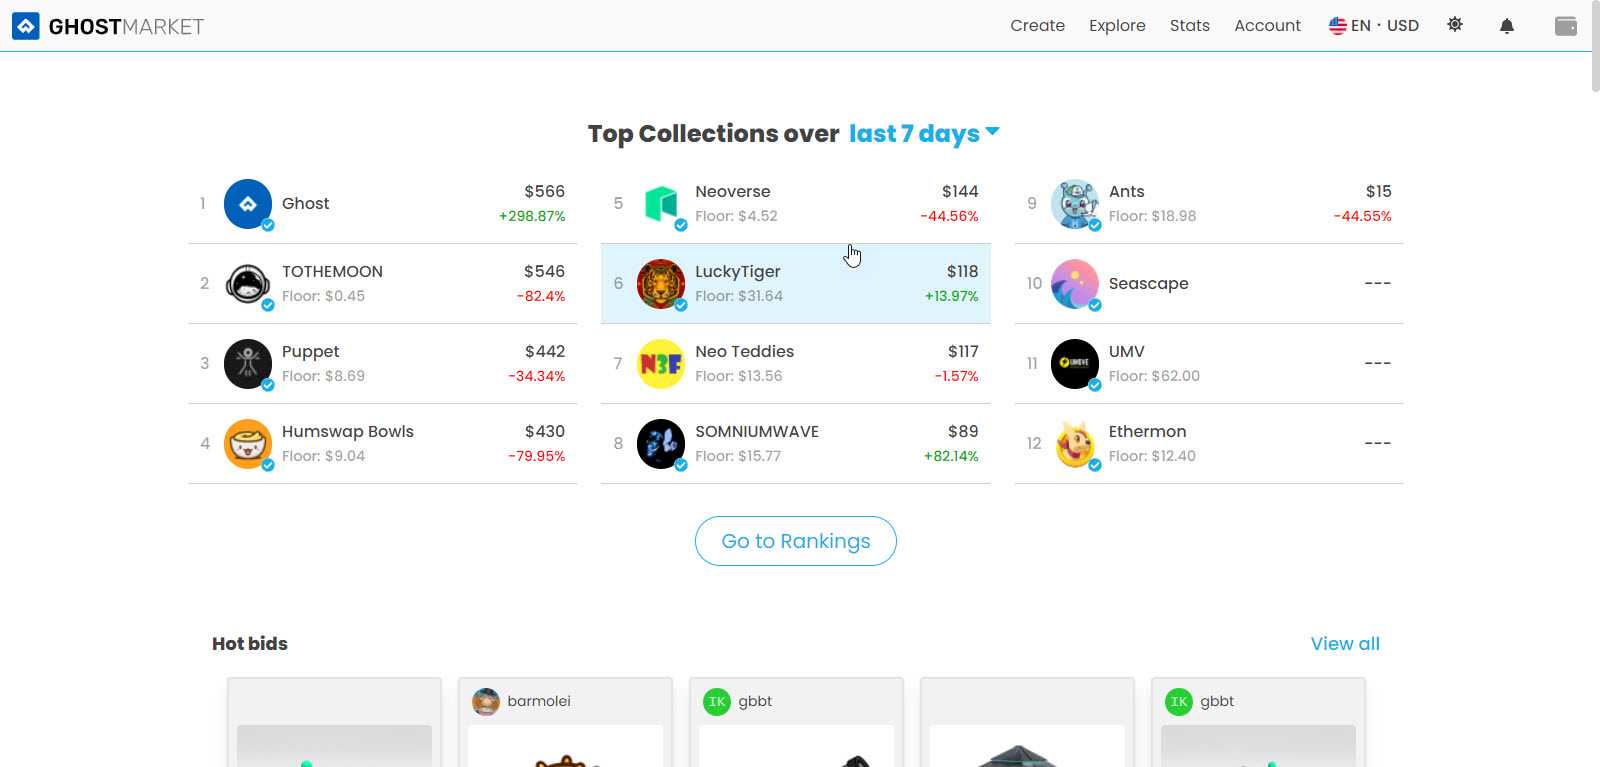 GHOSTMARKET
Create
Explore
Stats
Account
EN · USD
Top Collections over last 7 days
1
Ghost
$566
+298.87%
2
TOTHEMOON
$546
Floor: $0.45
-82.4%
3
Puppet
$442
Floor: $8.69
-34.34%
4
Humswap Bowls
$430
Floor: $9.04
-79.95%
5
Neoverse
$144
Floor: $4.52
-44.56%
6
LuckyTiger
$118
Floor: $31.64
+13.97%
7
N3F
Neo Teddies
$117
Floor: $13.56
-1.57%
8
SOMNIUMWAVE
$89
Floor: $15.77
+82.14%
9
Ants
$15
Floor: $18.98
-44.55%
10
Seascape
---
11
UMV
Floor: $62.00
---
12
Ethermon
Floor: $12.40
---
Go to Rankings
Hot bids
View all
barmolei
IK
gbbt
IK
gbbt